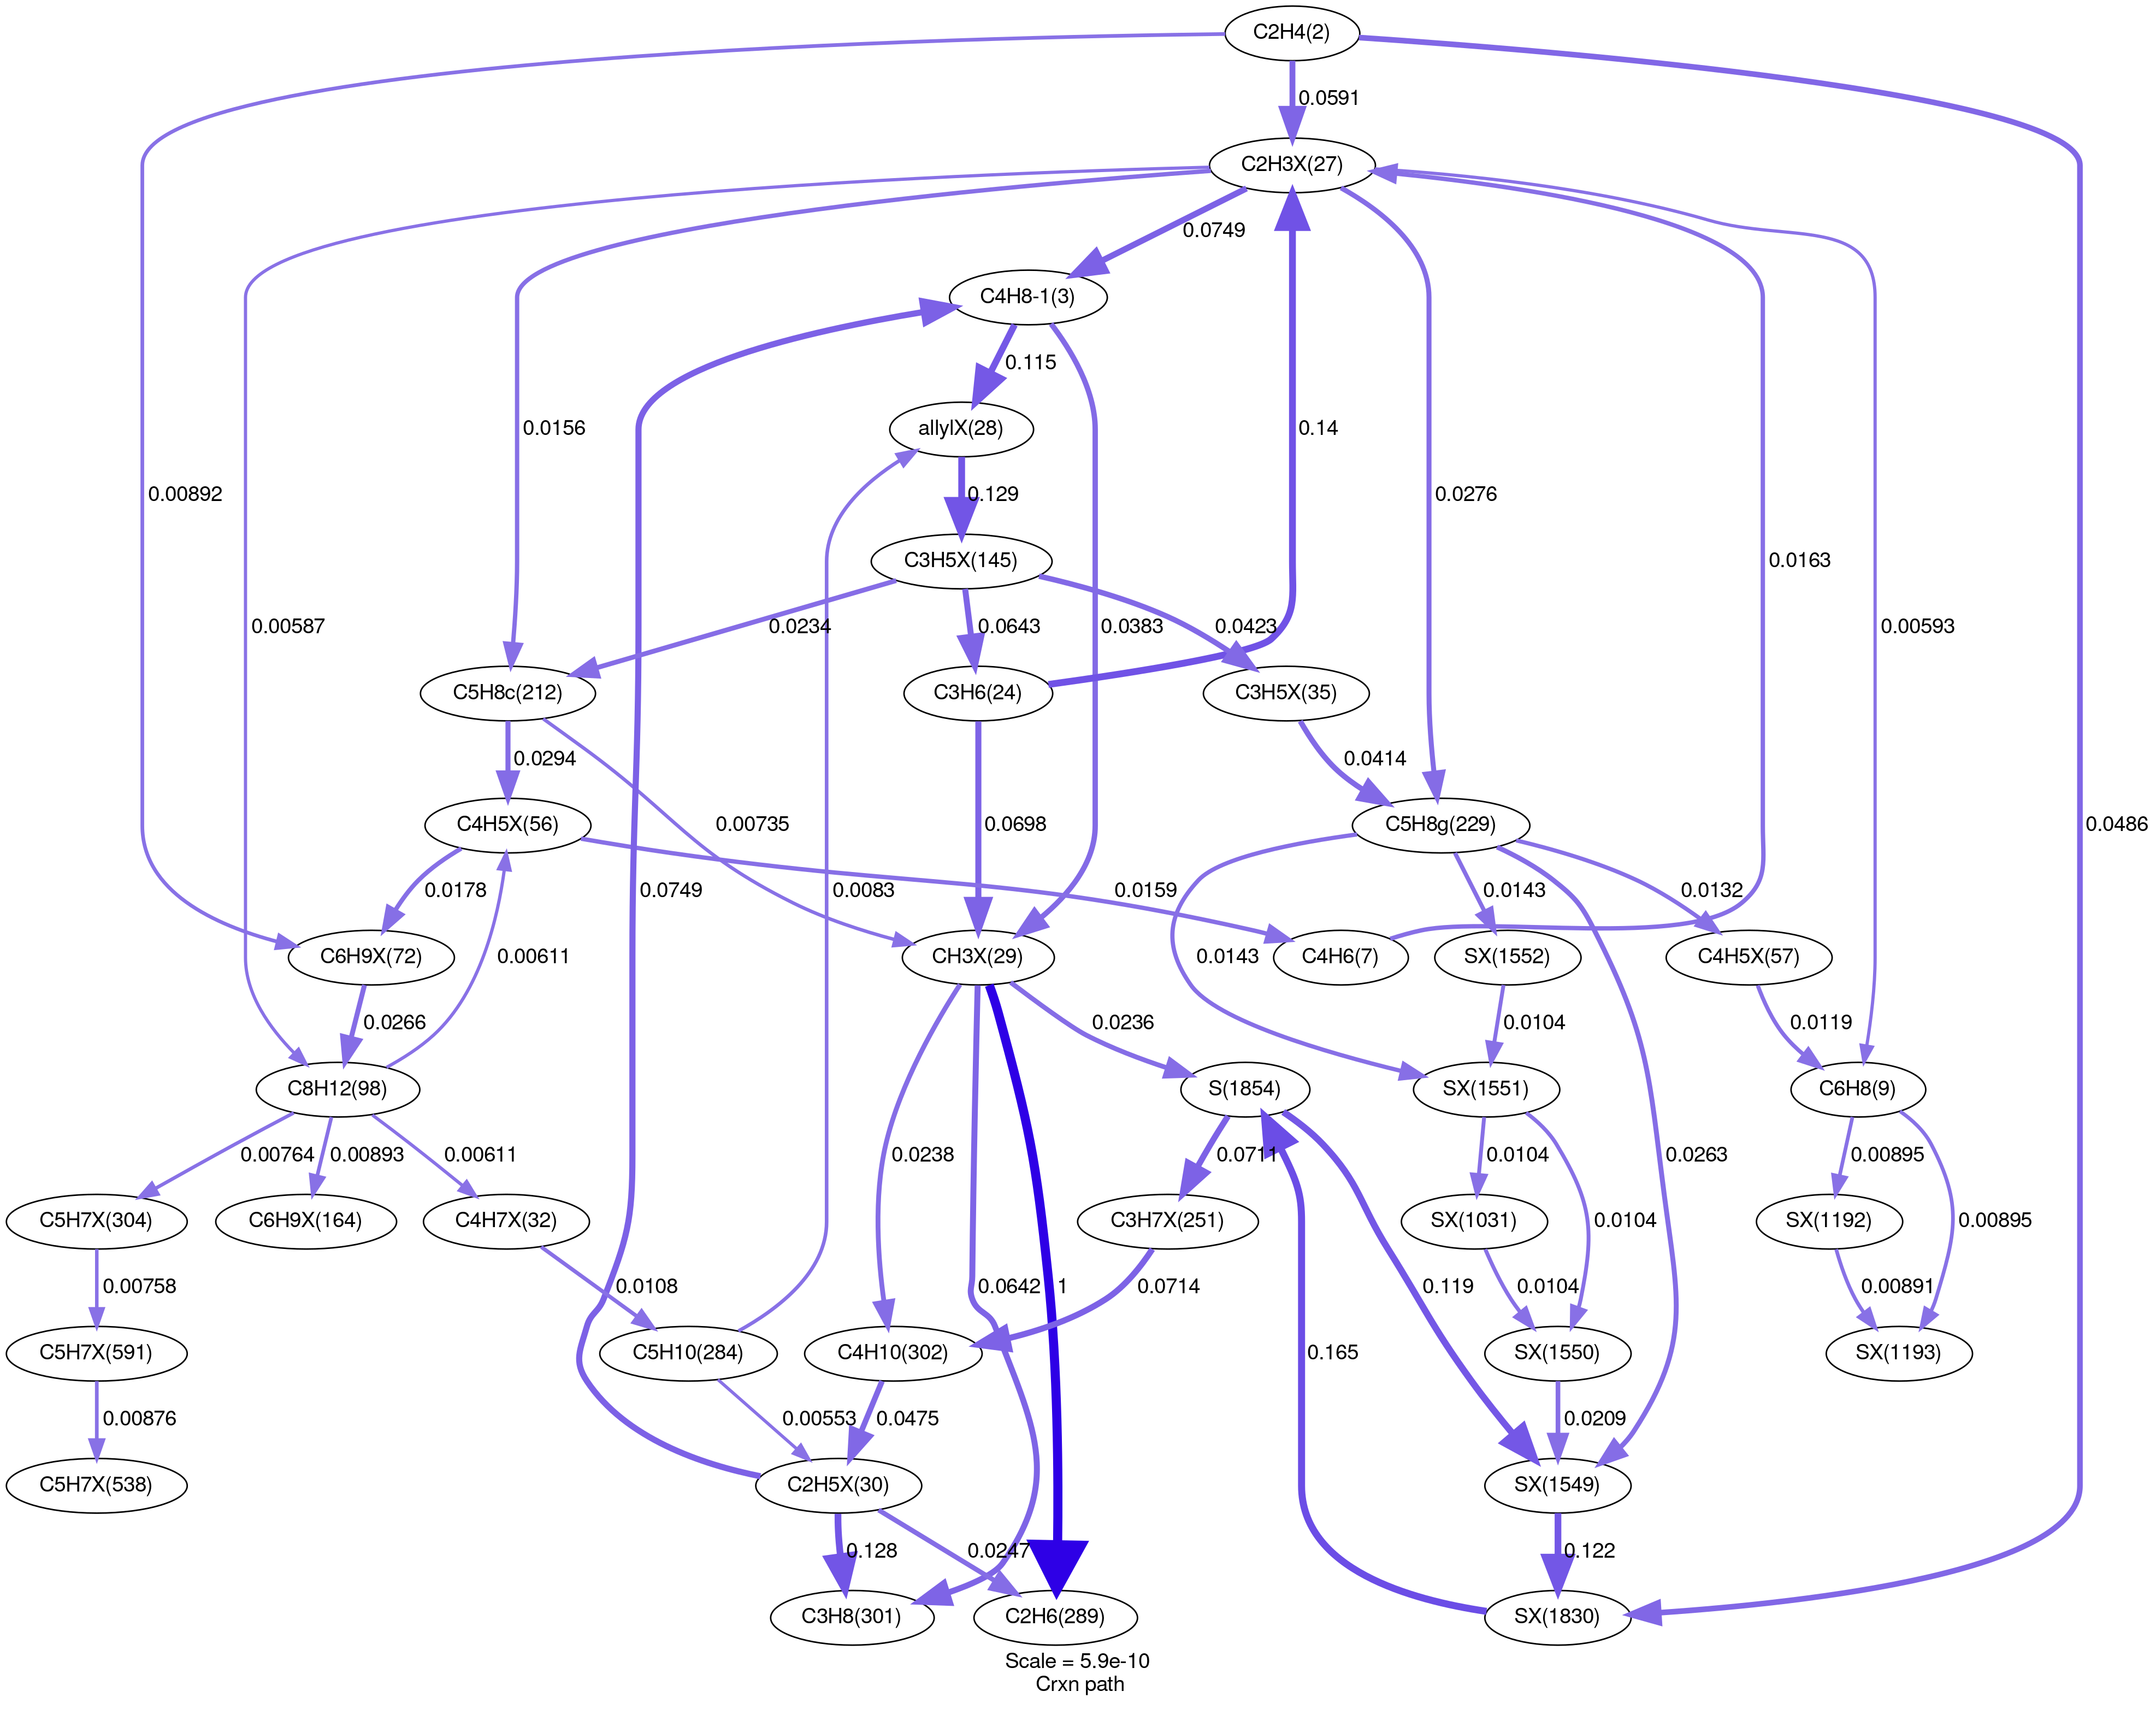 C2H4(2)
0.0591
C2H3X(27)
0.0749
C4H8-1(3)
0.115
allylX(28)
0.0156
0.14
0.00892
0.129
0.0276
C3H5X(145)
0.0163
0.00587
0.0234
0.0643
0.0383
0.0423
0.00593
C5H8c(212)
C3H6(24)
C3H5X(35)
0.0294
0.0414
0.00735
0.0698
C4H5X(56)
C5H8g(229)
0.0486
0.0178
0.0749
0.0083
0.0159
0.0143
0.0132
0.00611
0.0143
C6H9X(72)
CH3X(29)
C4H6(7)
SX(1552)
C4H5X(57)
0.0266
0.0236
0.0104
0.0119
C8H12(98)
S(1854)
SX(1551)
C6H8(9)
0.00764
0.00893
0.00611
0.0238
0.0711
0.0104
0.0263
0.00895
C5H7X(304)
C6H9X(164)
C4H7X(32)
C3H7X(251)
SX(1031)
0.0104
SX(1192)
0.00895
0.00758
0.0108
0.0642
1
0.0714
0.119
0.0104
0.00891
C5H7X(591)
C5H10(284)
C4H10(302)
0.165
SX(1550)
SX(1193)
0.00876
0.00553
0.0475
0.0209
C5H7X(538)
C2H5X(30)
SX(1549)
0.128
0.0247
0.122
C3H8(301)
C2H6(289)
SX(1830)
Scale = 5.9e-10
Crxn path